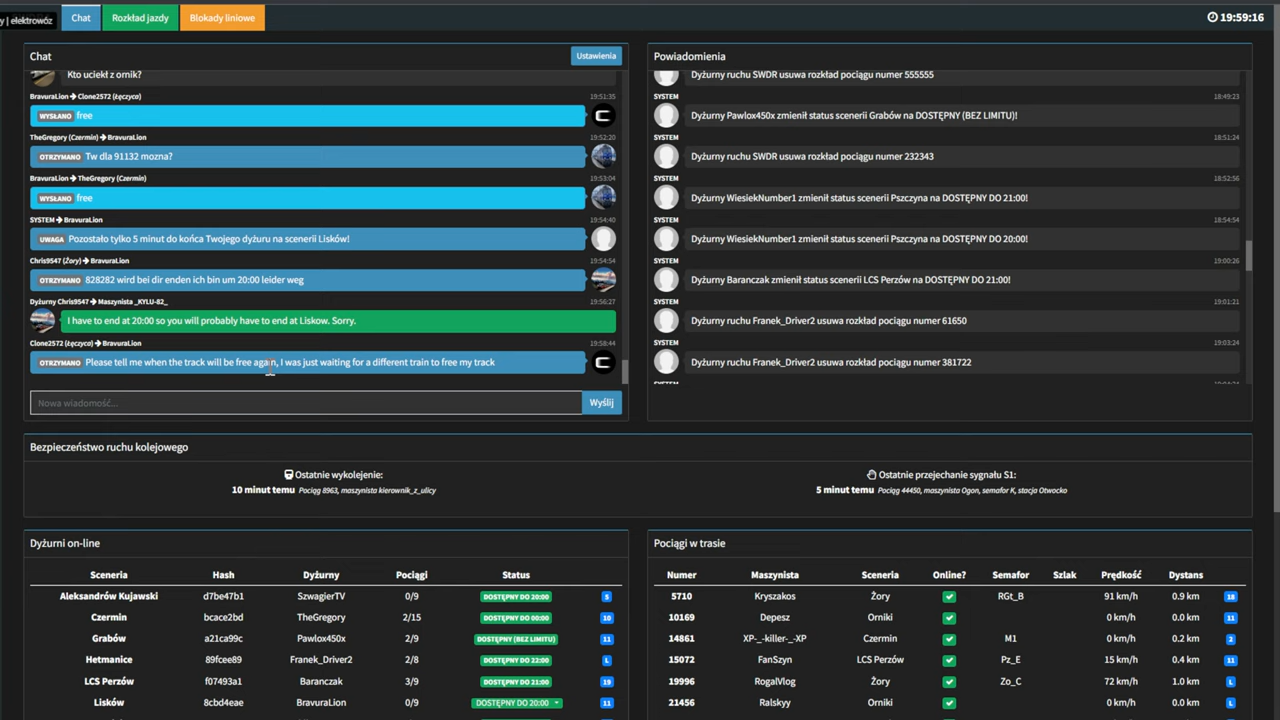 y | elektrowóz
Chat
Rozkład jazdy
Blokady liniowe
19:59:16
Chat
Ustawienia
Kto uciekł z ornik?
BravuraLion → Clone2572 (Łęczyca)
19:51:35
WYSŁANO free
TheGregory (Czermin) → BravuraLion
19:52:20
OTRZYMANO Tw dla 91132 mozna?
BravuraLion → TheGregory (Czermin)
19:53:04
WYSŁANO free
SYSTEM → BravuraLion
19:54:40
UWAGA Pozostało tylko 5 minut do końca Twojego dyżuru na scenerii Lisków!
Chris9547 (Żory) → BravuraLion
19:54:54
OTRZYMANO 828282 wird bei dir enden ich bin um 20:00 leider weg
Dyżurny Chris9547 → Maszynista _KYLU-82_
19:56:27
I have to end at 20:00 so you will probably have to end at Liskow. Sorry.
Clone2572 (Łęczyca) → BravuraLion
19:58:44
OTRZYMANO Please tell me when the track will be free again, I was just waiting for a different train to free my track
Nowa wiadomość...
Wyślij
Powiadomienia
Dyżurny ruchu SWDR usuwa rozkład pociągu numer 555555
SYSTEM
18:49:23
Dyżurny Pawlox450x zmienił status scenerii Grabów na DOSTĘPNY (BEZ LIMITU)!
SYSTEM
18:51:24
Dyżurny ruchu SWDR usuwa rozkład pociągu numer 232343
SYSTEM
18:52:56
Dyżurny WiesiekNumber1 zmienił status scenerii Pszczyna na DOSTĘPNY DO 21:00!
SYSTEM
18:54:54
Dyżurny WiesiekNumber1 zmienił status scenerii Pszczyna na DOSTĘPNY DO 20:00!
SYSTEM
19:00:26
Dyżurny Baranczak zmienił status scenerii LCS Perzów na DOSTĘPNY DO 21:00!
SYSTEM
19:01:21
Dyżurny ruchu Franek_Driver2 usuwa rozkład pociągu numer 61650
SYSTEM
19:03:24
Dyżurny ruchu Franek_Driver2 usuwa rozkład pociągu numer 381722
Bezpieczeństwo ruchu kolejowego
Ostatnie wykolejenie:
10 minut temu Pociąg 8963, maszynista kierownik_z_ulicy
Ostatnie przejechanie sygnału S1:
5 minut temu Pociąg 44450, maszynista Ogon, semafor K, stacja Otwocko
Dyżurni on-line
Sceneria Hash Dyżurny Pociągi Status
Aleksandrów Kujawski d7be47b1 SzwagierTV 0/9 DOSTĘPNY DO 20:00 5
Czermin bcace2bd TheGregory 2/15 DOSTĘPNY DO 00:00 10
Grabów a21ca99c Pawlox450x 2/9 DOSTĘPNY (BEZ LIMITU) 11
Hetmanice 89fcee89 Franek_Driver2 2/8 DOSTĘPNY DO 22:00 L
LCS Perzów f07493a1 Baranczak 3/9 DOSTĘPNY DO 21:00 19
Lisków 8cbd4eae BravuraLion 0/9 DOSTĘPNY DO 20:00 11
Pociągi w trasie
Numer Maszynista Sceneria Online? Semafor Szlak Prędkość Dystans
5710 Kryszakos Żory RGt_B 91 km/h 0.9 km 18
10169 Depesz Orniki 0 km/h 0.0 km 11
14861 XP-_-killer-_-XP Czermin M1 0 km/h 0.2 km 2
15072 FanSzyn LCS Perzów Pz_E 15 km/h 0.4 km 11
19996 RogalVlog Żory Zo_C 72 km/h 1.0 km L
21456 Ralskyy Orniki 0 km/h 0.0 km L